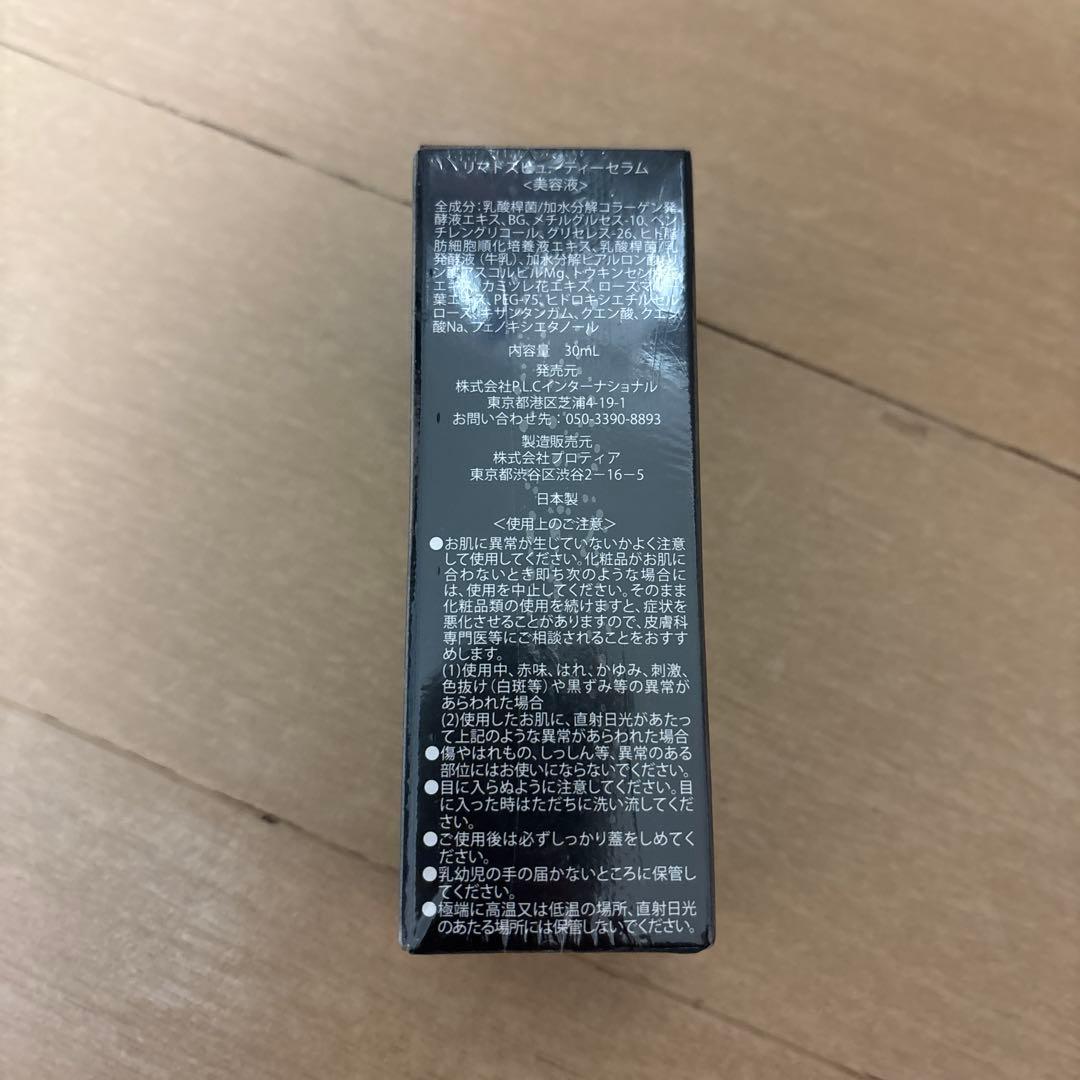 リマドスビューティーセラム
<美容液>
全成分:乳酸桿菌/加水分解コラーゲン発
酵液エキス、BG、メチルグルセス-10、ペン
チレングリコール、グリセレス-26、ヒト脂
肪細胞順化培養液エキス、乳酸桿菌/乳
発酵液(牛乳)、加水分解ヒアルロン酸、
ン酸アスコルビルMg、トウキンセンカ
エキス、カミツレ花エキス、ローズマリー
葉エキス、PEG-75、ヒドロキシエチルセル
ロース、キサンタンガム、クエン酸、クエン
酸Na、フェノキシエタノール
内容量 30mL
発売元
株式会社P.L.Cインターナショナル
東京都港区芝浦4-19-1
お問い合わせ先:050-3390-8893
製造販売元
株式会社プロティア
東京都渋谷区渋谷2-16-5
日本製
<使用上のご注意>
●お肌に異常が生じていないかよく注意
して使用してください。化粧品がお肌に
合わないとき即ち次のような場合に
は、使用を中止してください。そのまま
化粧品類の使用を続けますと、症状を
悪化させることがありますので、皮膚科
専門医等にご相談されることをおすす
めします。
(1)使用中、赤味、はれ、かゆみ、刺激、
色抜け(白斑等)や黒ずみ等の異常が
あらわれた場合
(2)使用したお肌に、直射日光があたっ
て上記のような異常があらわれた場合
●傷やはれもの、しっしん等、異常のある
部位にはお使いにならないでください。
●目に入らぬように注意してください。目
に入った時はただちに洗い流してくだ
さい。
●ご使用後は必ずしっかり蓋をしめてく
ださい。
●乳幼児の手の届かないところに保管し
てください。
●極端に高温又は低温の場所、直射日光
のあたる場所には保管しないでください。